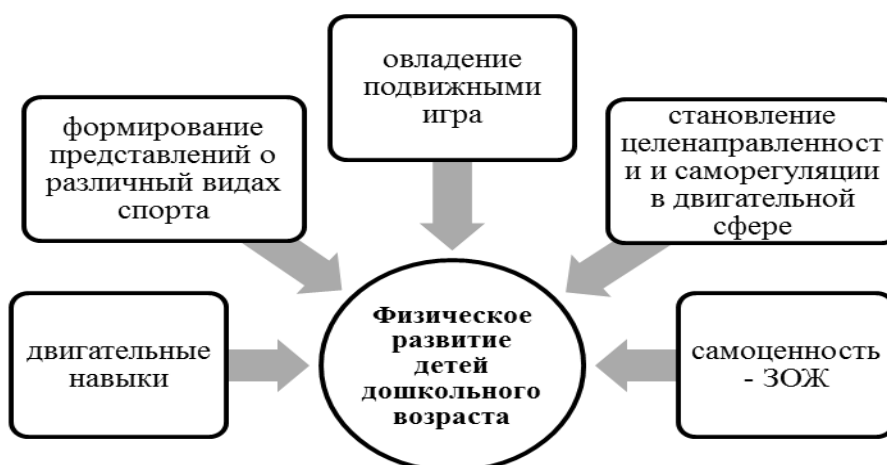 овладение
подвижными
игра
формирование
представлений о
различный видах
спорта
становление
целенаправленност
и и саморегуляции
в двигательной
сфере
двигательные
навыки
Физическое
развитие
детей
дошкольного
возраста
самоценность
- ЗОЖ